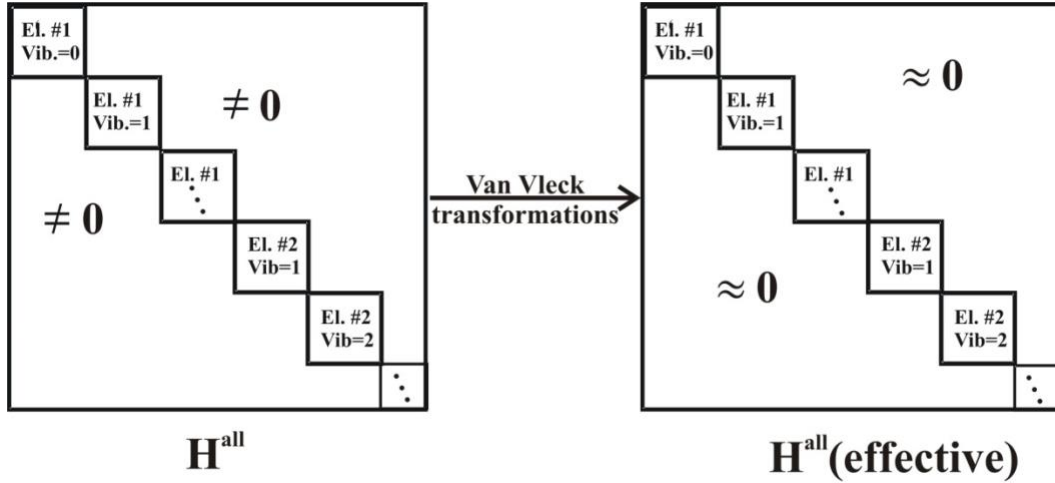 El. #1
Vib.=0
El. #1
Vib.=1
El. #1
El. #2
Vib=1
El. #2
Vib=2
≠ 0
≠ 0
H^all
Van Vleck
transformations
El. #1
Vib.=0
El. #1
Vib.=1
El. #1
El. #2
Vib=1
El. #2
Vib=2
≈ 0
≈ 0
H^all(effective)